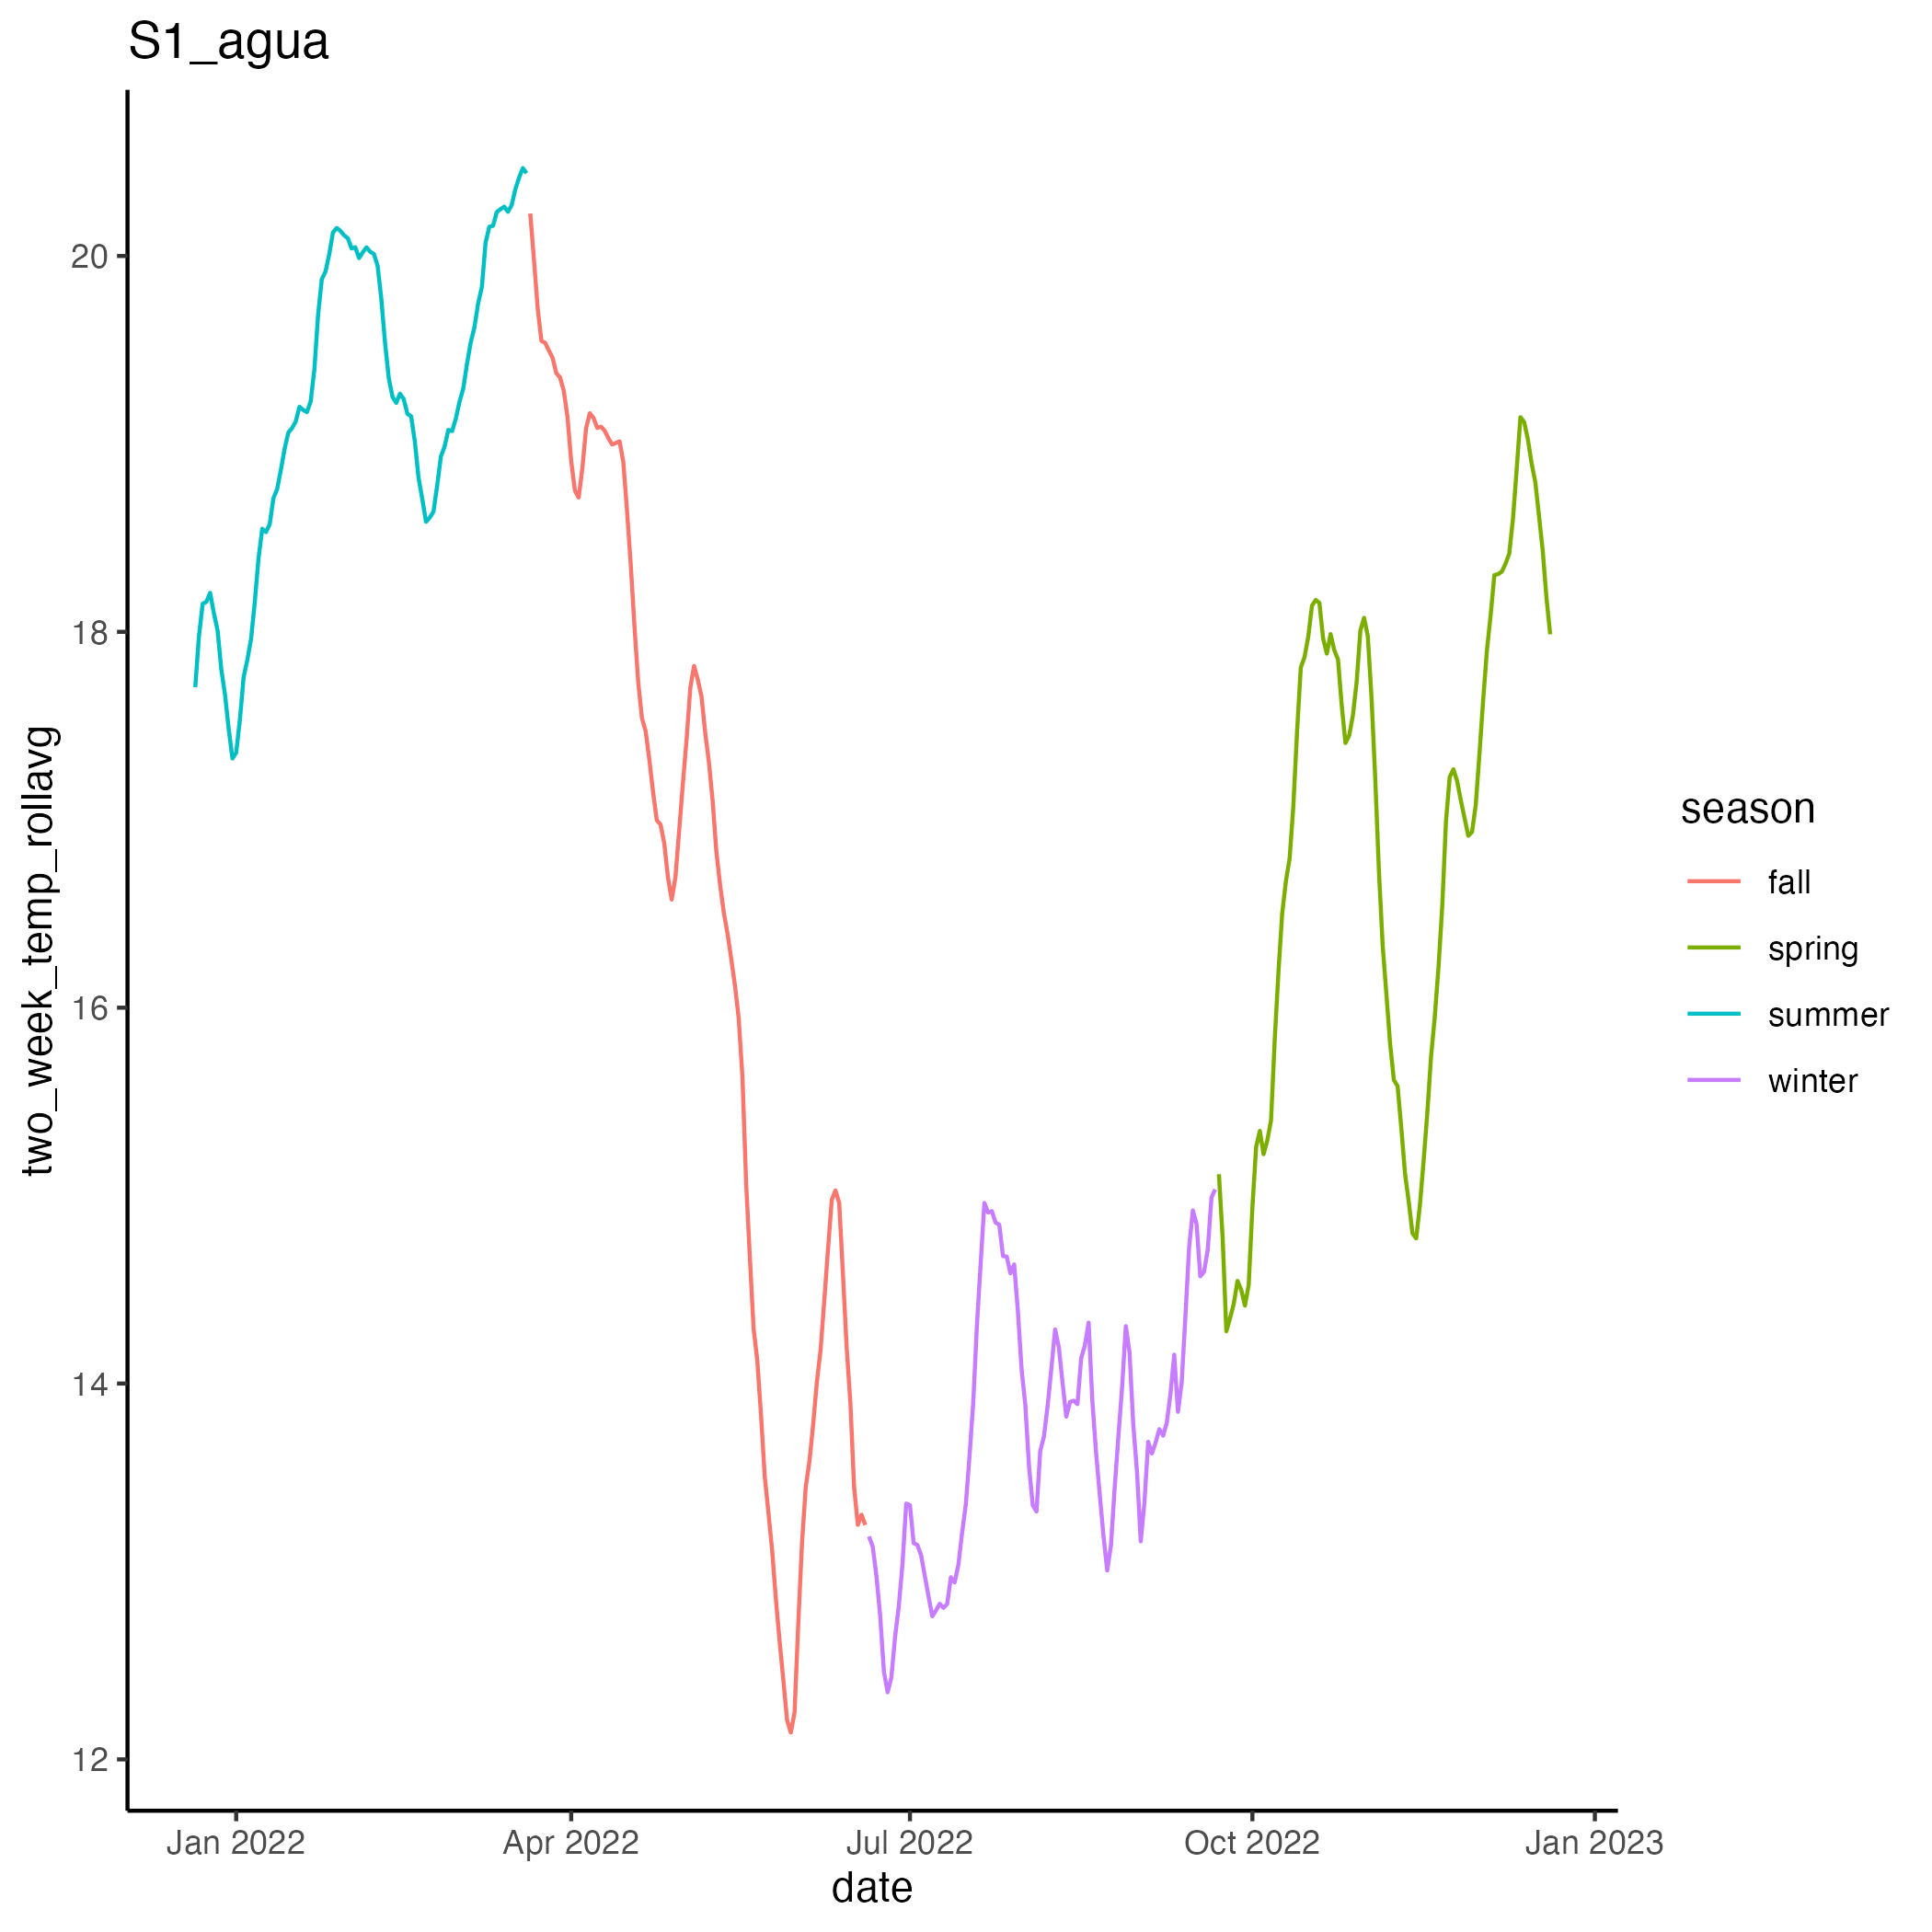 S1_agua
two_week_temp_rollavg
20
18
16
14
12
Jan 2022
Apr 2022
Jul 2022
Oct 2022
Jan 2023
date
season
fall
spring
summer
winter